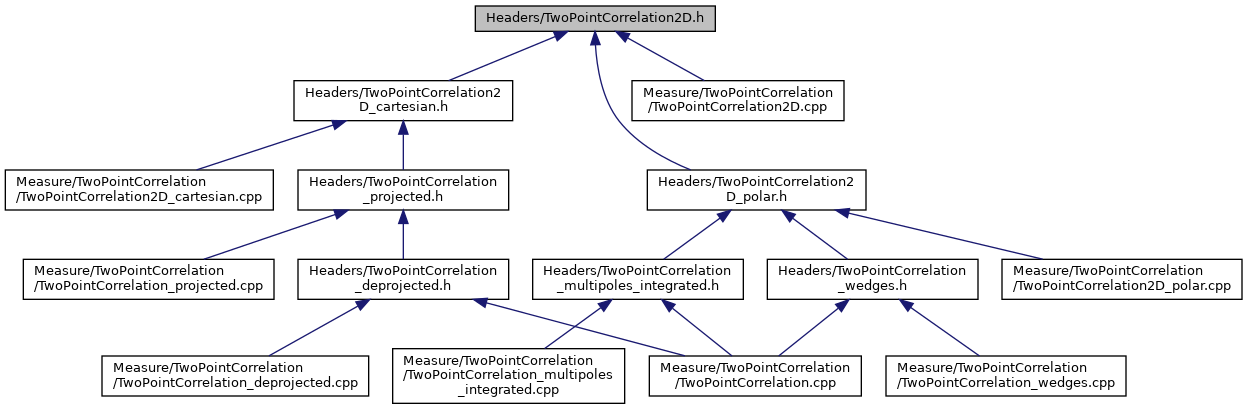 Headers/TwoPointCorrelation2D.h
Headers/TwoPointCorrelation2
D_cartesian.h
Measure/TwoPointCorrelation
/TwoPointCorrelation2D.cpp
Measure/TwoPointCorrelation
/TwoPointCorrelation2D_cartesian.cpp
Headers/TwoPointCorrelation
_projected.h
Headers/TwoPointCorrelation2
D_polar.h
Measure/TwoPointCorrelation
/TwoPointCorrelation_projected.cpp
Headers/TwoPointCorrelation
_deprojected.h
Headers/TwoPointCorrelation
_multipoles_integrated.h
Headers/TwoPointCorrelation
_wedges.h
Measure/TwoPointCorrelation
/TwoPointCorrelation2D_polar.cpp
Measure/TwoPointCorrelation
/TwoPointCorrelation_deprojected.cpp
Measure/TwoPointCorrelation
/TwoPointCorrelation_multipoles
_integrated.cpp
Measure/TwoPointCorrelation
/TwoPointCorrelation.cpp
Measure/TwoPointCorrelation
/TwoPointCorrelation_wedges.cpp